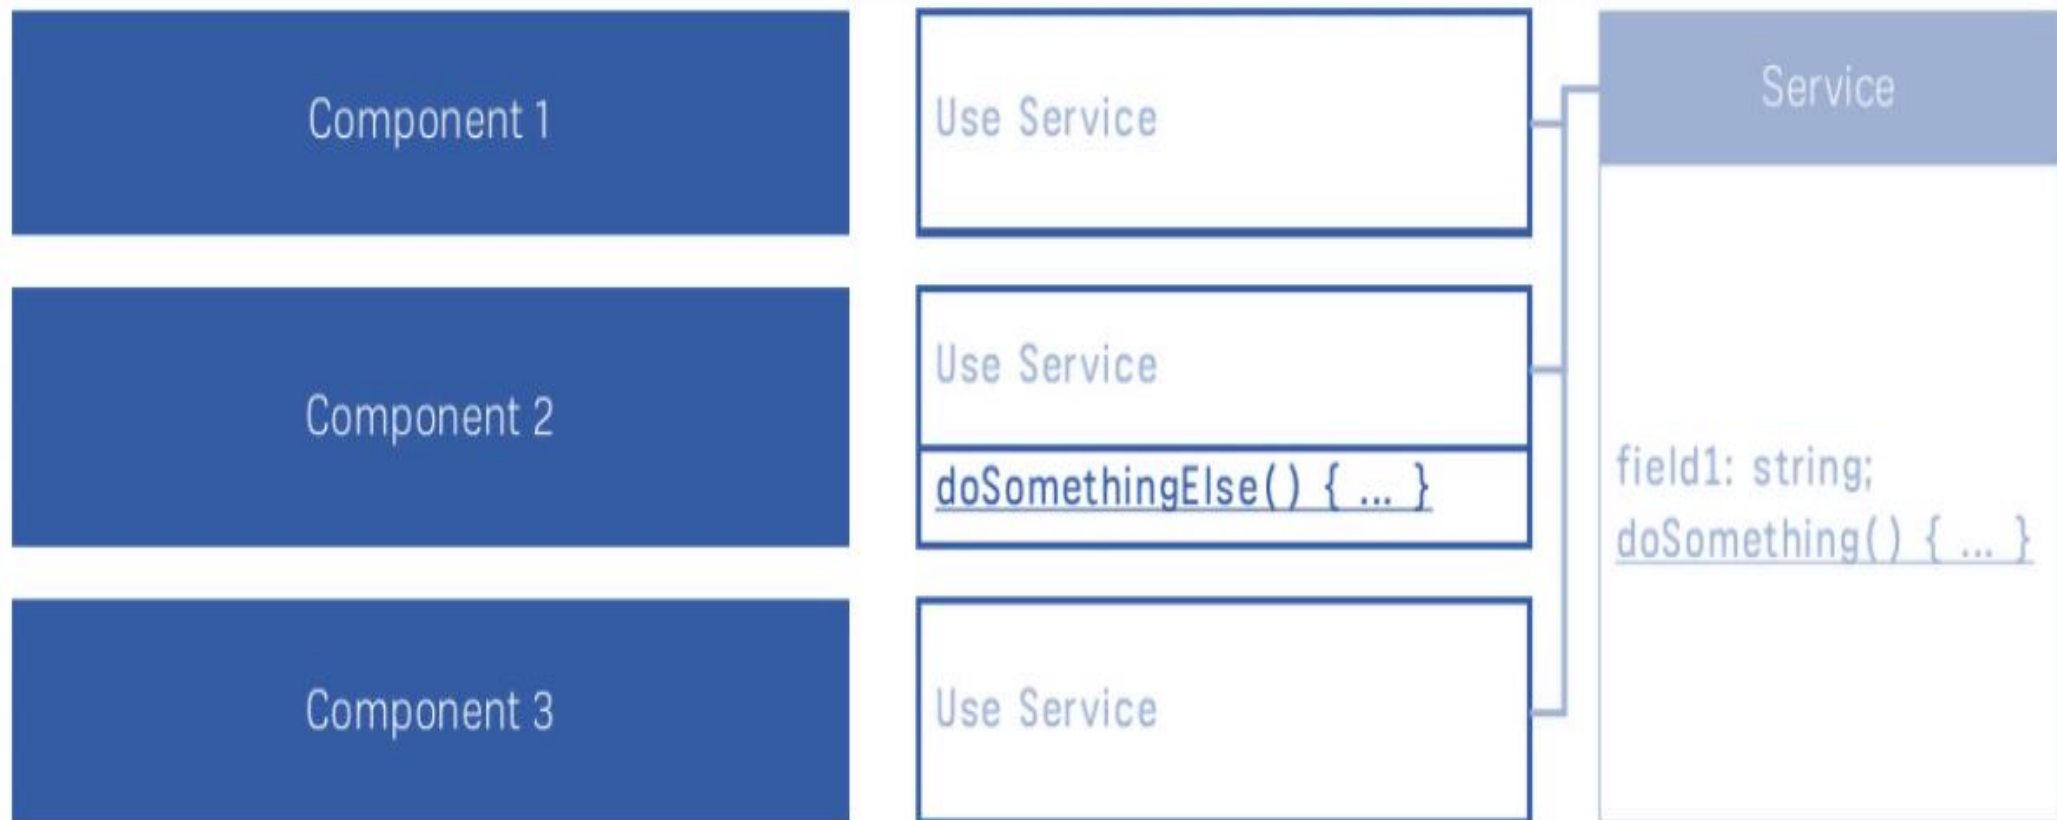 Component 1
Use Service
Service
Component 2
Use Service
doSomethingElse() { ... }
field1: string;
doSomething() { ... }
Component 3
Use Service